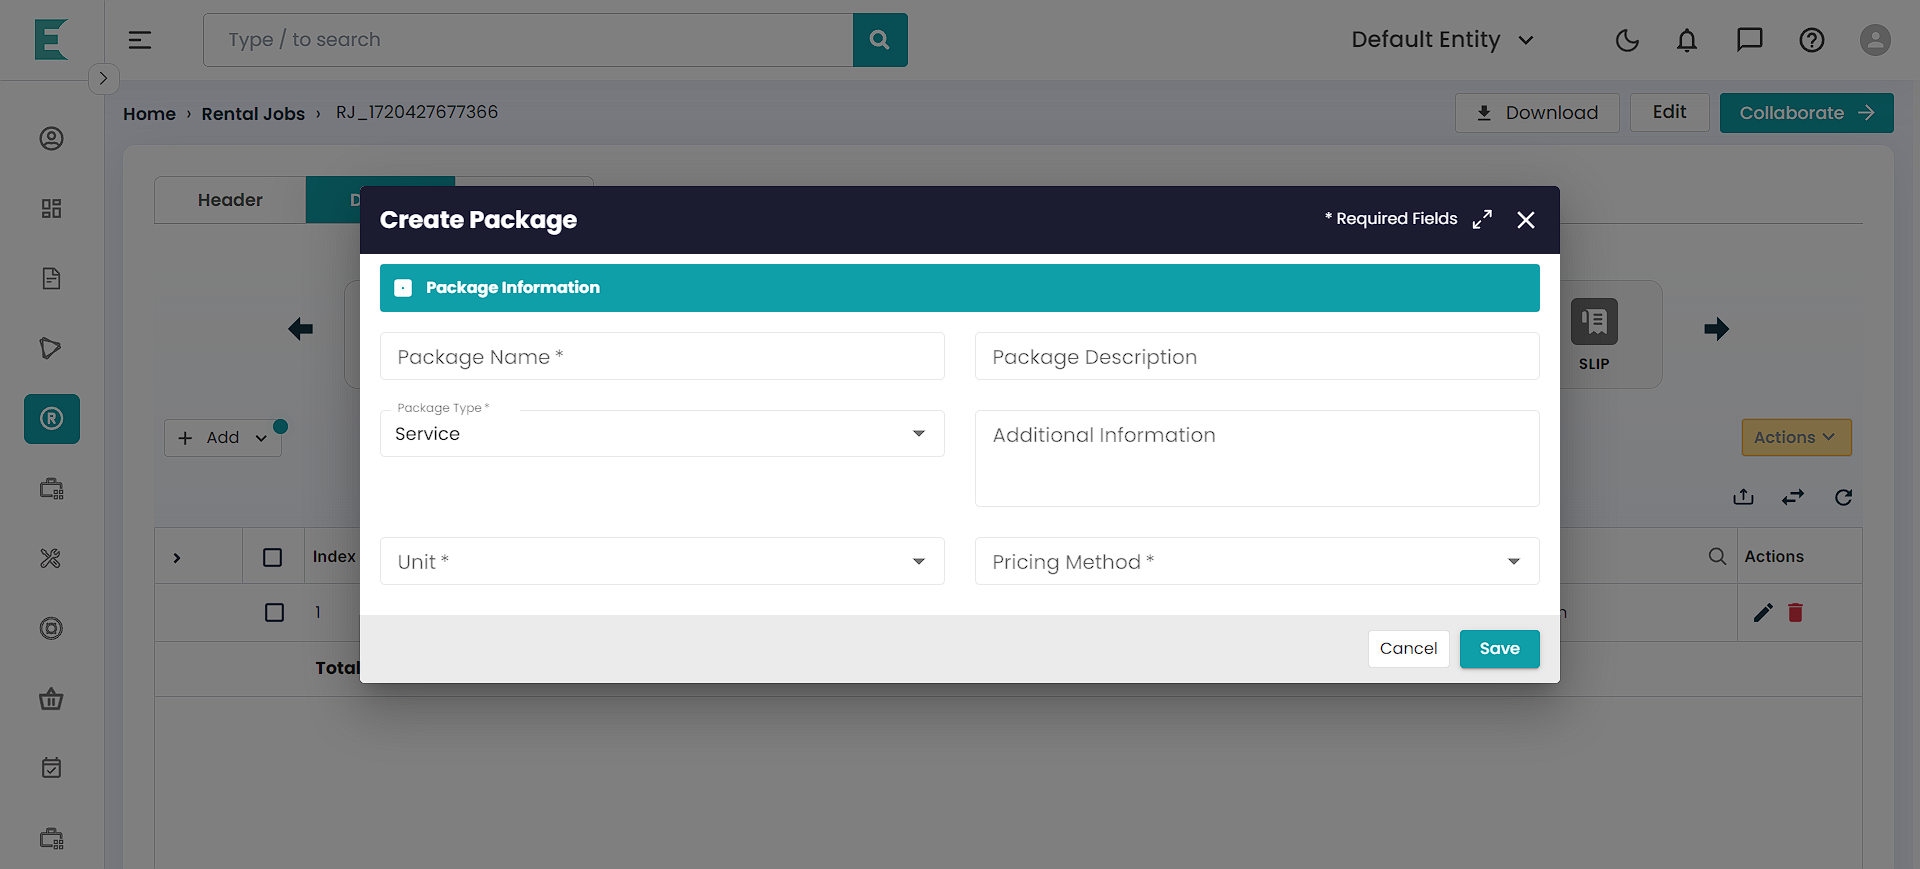 Type / to search
Default Entity
Home › Rental Jobs › RJ_1720427677366
Download
Edit
Collaborate
Header
Create Package
* Required Fields
Package Information
Package Name *
Package Description
SLIP
Package Type *
Service
Additional Information
Add
Actions
Unit *
Pricing Method *
Index
Actions
1
Cancel
Save
Total